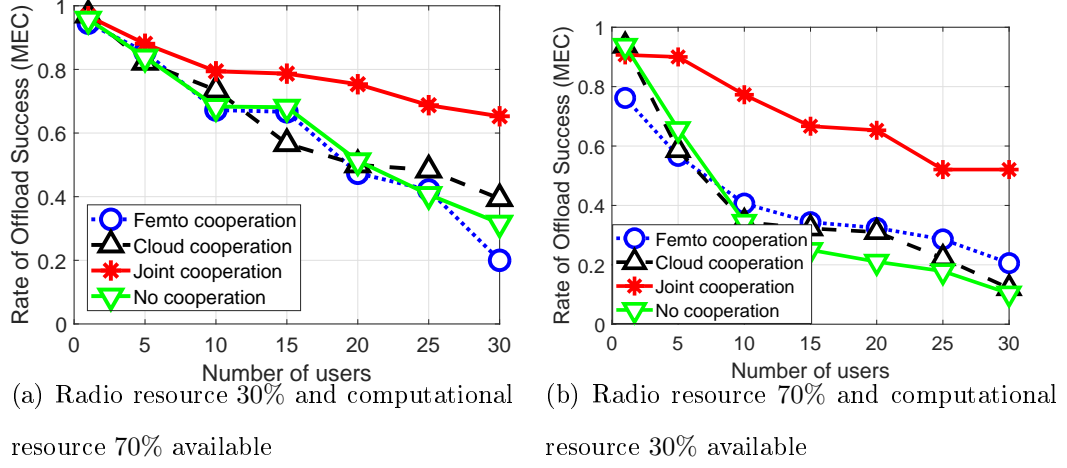 Rate of Offload Success (MEC)
1
0.8
0.6
0.4
0.2
0
Femto cooperation
Cloud cooperation
Joint cooperation
No cooperation
0 5 10 15 20 25 30
Number of users
(a) Radio resource 30% and computational
resource 70% available
Rate of Offload Success (MEC)
1
0.8
0.6
0.4
0.2
0
Femto cooperation
Cloud cooperation
Joint cooperation
No cooperation
0 5 10 15 20 25 30
Number of users
(b) Radio resource 70% and computational
resource 30% available